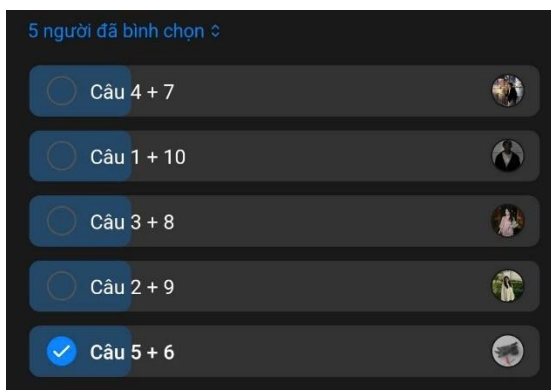 5 người đã bình chọn
Câu 4 + 7
Câu 1 + 10
Câu 3 + 8
Câu 2 + 9
Câu 5 + 6